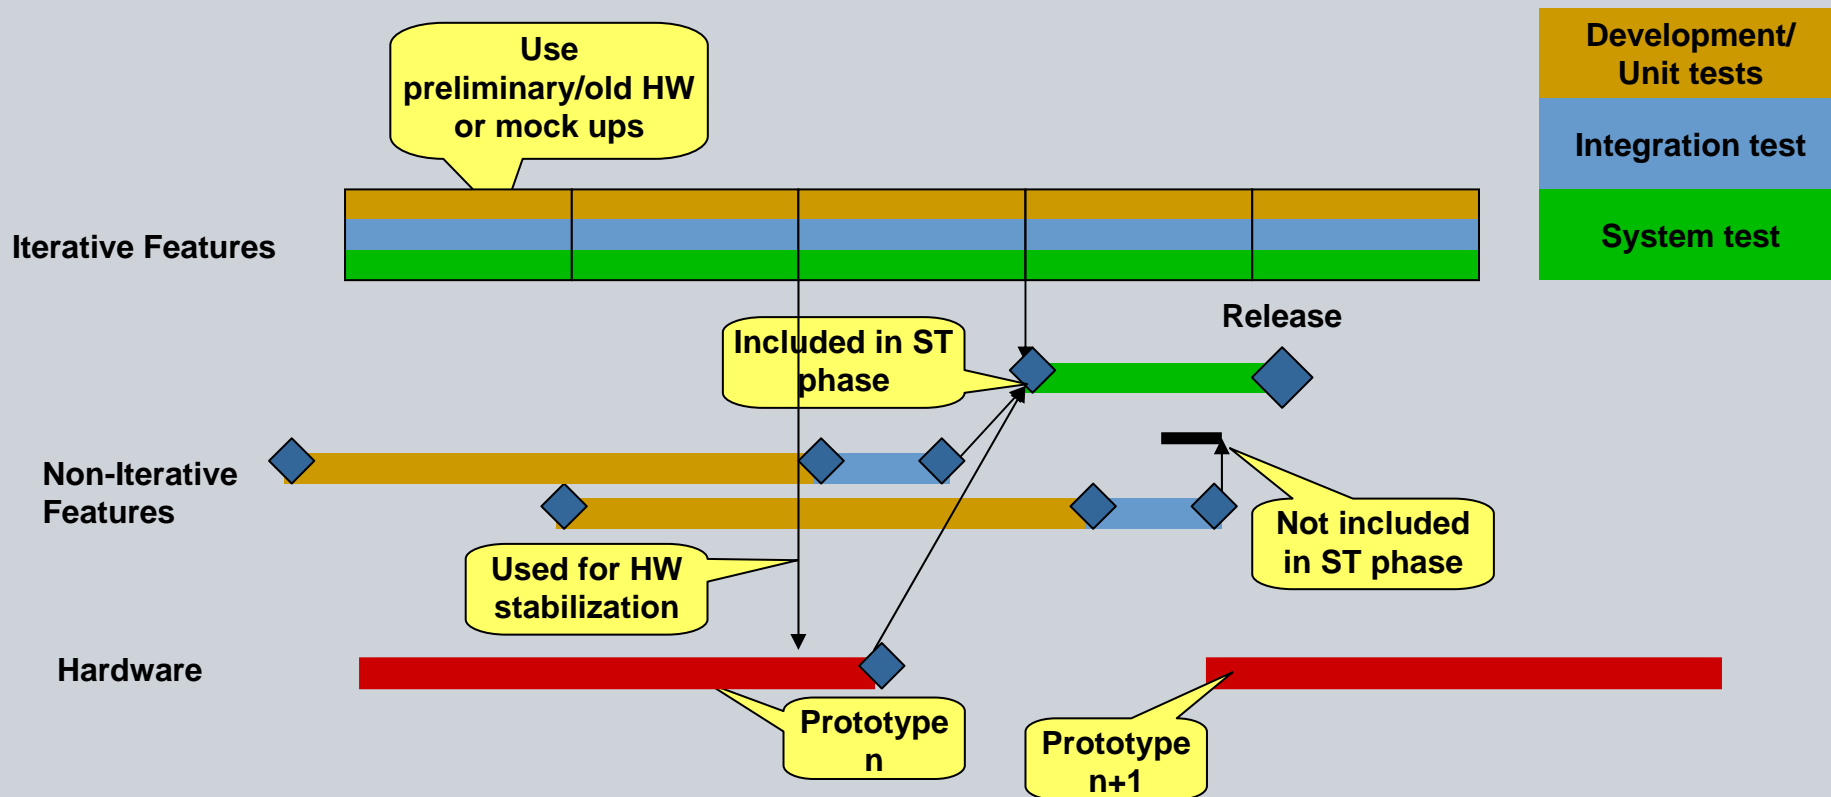 Use
preliminary/old HW
or mock ups
Development/
Unit tests
Integration test
System test
Iterative Features
Release
Included in ST
phase
Non-Iterative
Features
Not included
in ST phase
Used for HW
stabilization
Hardware
Prototype
n
Prototype
n+1